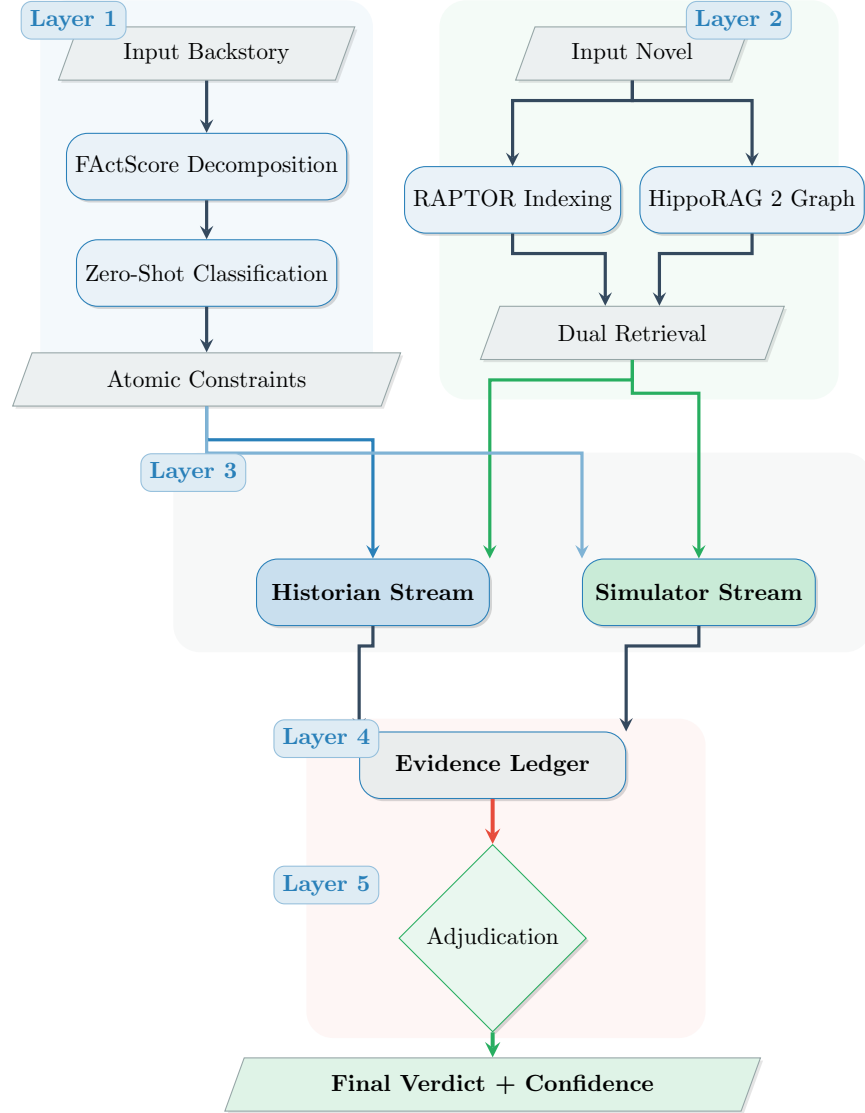 Layer 1
Input Backstory
FActScore Decomposition
Zero-Shot Classification
Atomic Constraints
Layer 2
Input Novel
RAPTOR Indexing
HippoRAG 2 Graph
Dual Retrieval
Layer 3
Historian Stream
Simulator Stream
Layer 4
Evidence Ledger
Layer 5
Adjudication
Final Verdict + Confidence